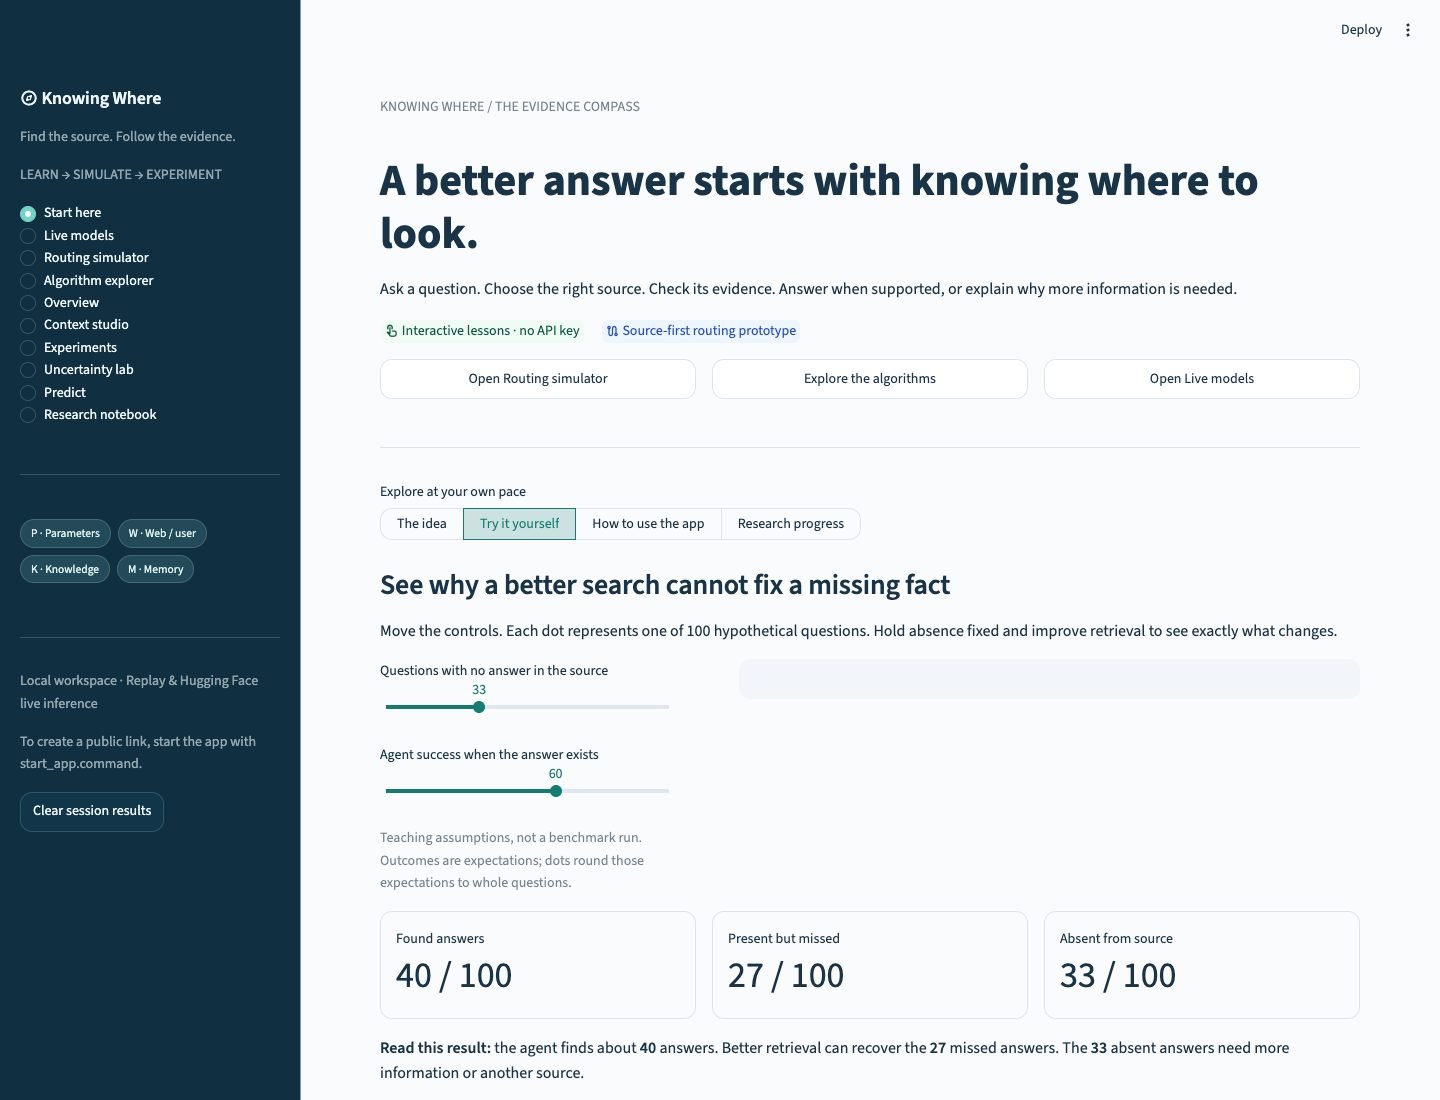 Deploy
Knowing Where
Find the source. Follow the evidence.
LEARN → SIMULATE → EXPERIMENT
Start here
Live models
Routing simulator
Algorithm explorer
Overview
Context studio
Experiments
Uncertainty lab
Predict
Research notebook
P · Parameters
W · Web / user
K · Knowledge
M · Memory
Local workspace · Replay & Hugging Face
live inference
To create a public link, start the app with
start_app.command.
Clear session results
KNOWING WHERE / THE EVIDENCE COMPASS
A better answer starts with knowing where to
look.
Ask a question. Choose the right source. Check its evidence. Answer when supported, or explain why more information is needed.
Interactive lessons · no API key
Source-first routing prototype
Open Routing simulator
Explore the algorithms
Open Live models
Explore at your own pace
The idea
Try it yourself
How to use the app
Research progress
See why a better search cannot fix a missing fact
Move the controls. Each dot represents one of 100 hypothetical questions. Hold absence fixed and improve retrieval to see exactly what changes.
Questions with no answer in the source
33
Agent success when the answer exists
60
Teaching assumptions, not a benchmark run.
Outcomes are expectations; dots round those
expectations to whole questions.
Found answers
40 / 100
Present but missed
27 / 100
Absent from source
33 / 100
Read this result: the agent finds about 40 answers. Better retrieval can recover the 27 missed answers. The 33 absent answers need more
information or another source.